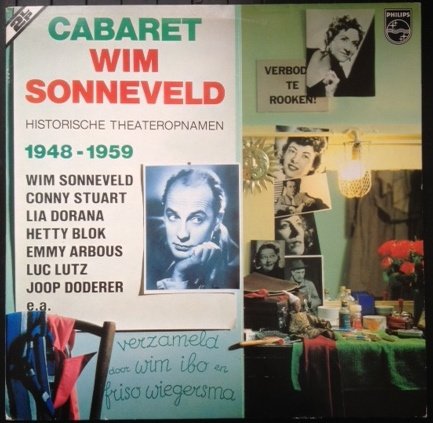 CABARET
WIM
SONNEVELD
HISTORISCHE THEATEROPNAMEN
1948-1959
WIM SONNEVELD
CONNY STUART
LIA DORANA
HETTY BLOK
EMMY ARBOUS
LUC LUTZ
JOOP DODERER
e.a.
PHILIPS
VERBOD
TE
ROOKEN!
verzameld
door wim ibo en
friso wiegersma